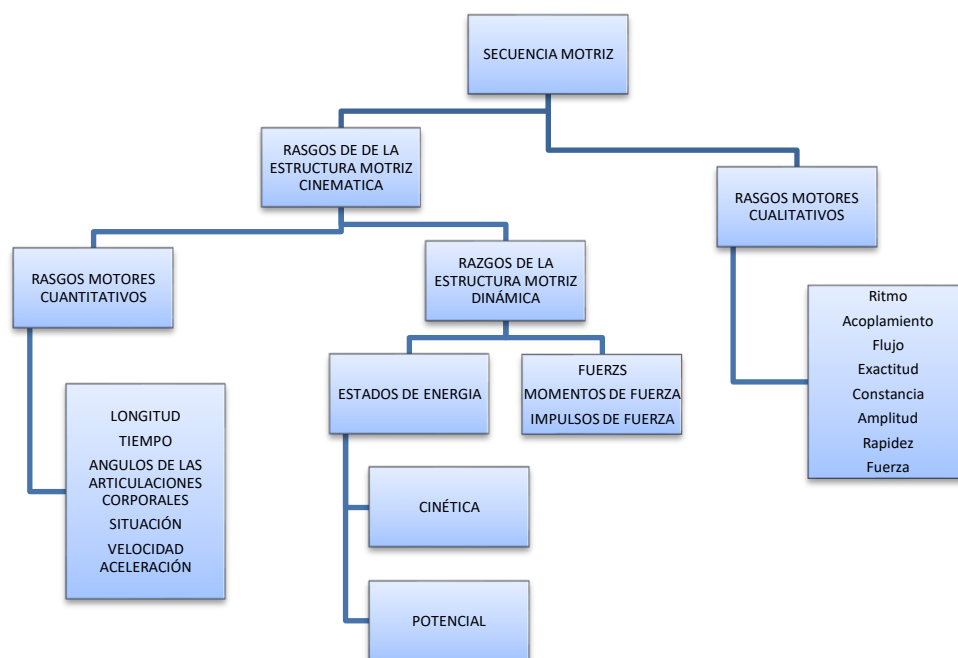 SECUENCIA MOTRIZ
RASGOS DE DE LA
ESTRUCTURA MOTRIZ
CINEMATICA
RASGOS MOTORES
CUALITATIVOS
RASGOS MOTORES
CUANTITATIVOS
RAZGOS DE LA
ESTRUCTURA MOTRIZ
DINÁMICA
Ritmo
Acoplamiento
Flujo
Exactitud
Constancia
Amplitud
Rapidez
Fuerza
ESTADOS DE ENERGIA
FUERZS
MOMENTOS DE FUERZA
IMPULSOS DE FUERZA
LONGITUD
TIEMPO
ANGULOS DE LAS
ARTICULACIONES
CORPORALES
SITUACIÓN
VELOCIDAD
ACELERACIÓN
CINÉTICA
POTENCIAL